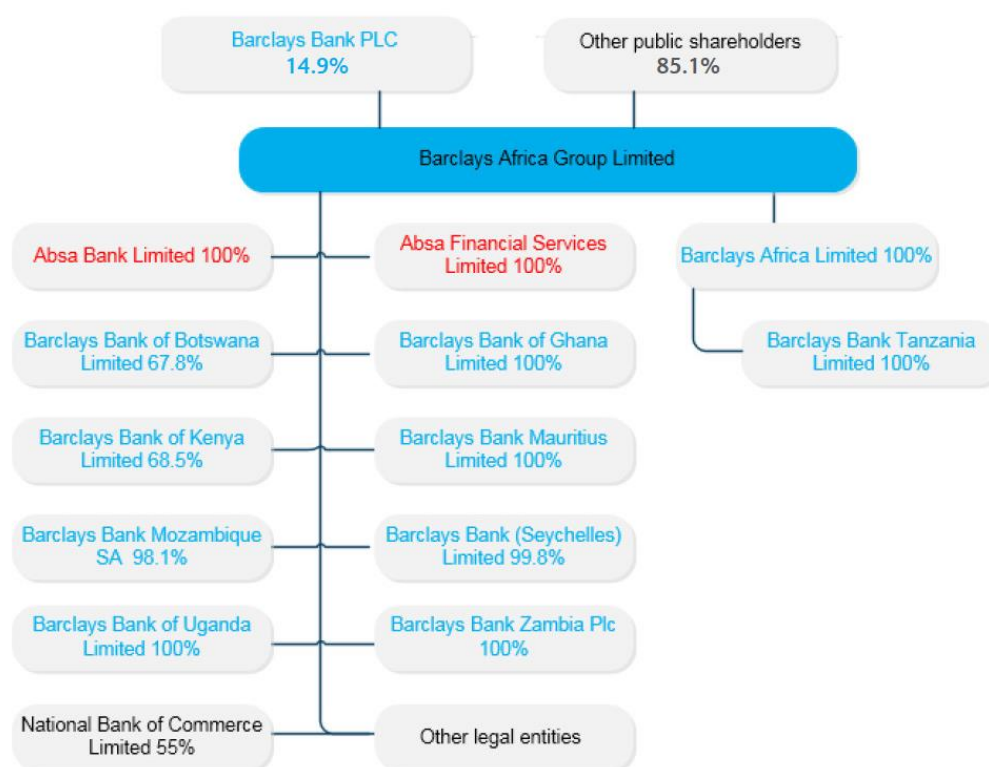 Barclays Bank PLC
14.9%
Other public shareholders
85.1%
Barclays Africa Group Limited
Absa Bank Limited 100%
Absa Financial Services
Limited 100%
Barclays Africa Limited 100%
Barclays Bank of Botswana
Limited 67.8%
Barclays Bank of Ghana
Limited 100%
Barclays Bank Tanzania
Limited 100%
Barclays Bank of Kenya
Limited 68.5%
Barclays Bank Mauritius
Limited 100%
Barclays Bank Mozambique
SA 98.1%
Barclays Bank (Seychelles)
Limited 99.8%
Barclays Bank of Uganda
Limited 100%
Barclays Bank Zambia Plc
100%
National Bank of Commerce
Limited 55%
Other legal entities